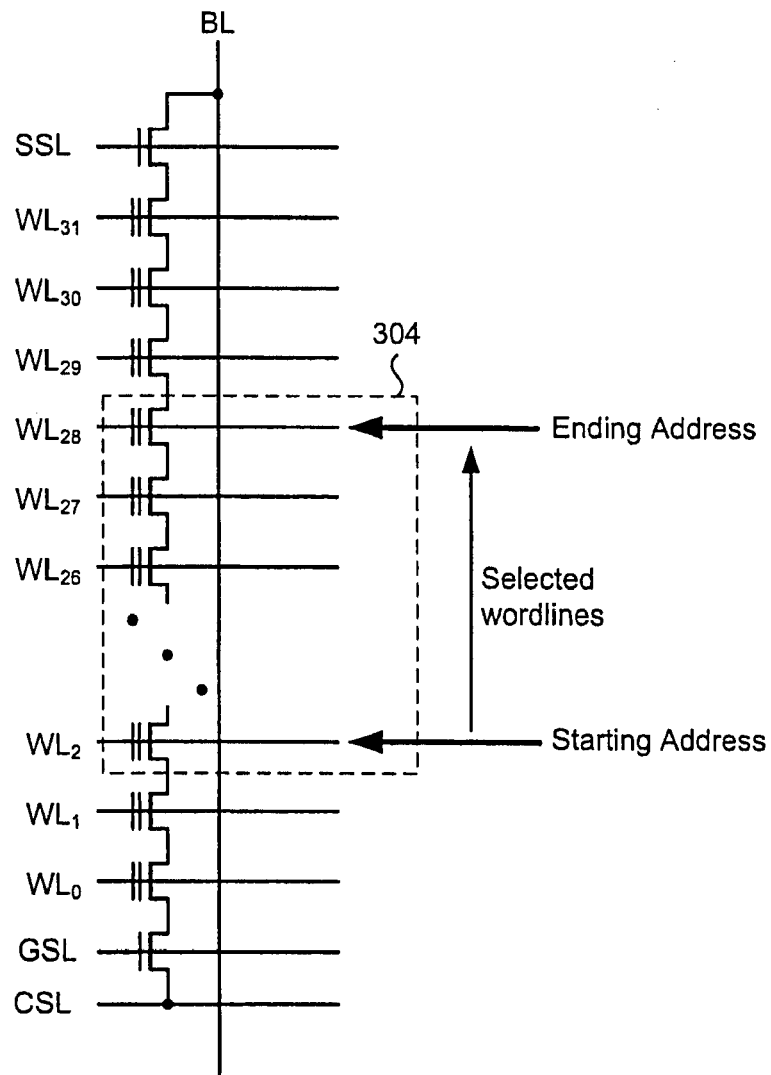 BL
SSL
WL31
WL30
WL29
304
WL28
Ending Address
WL27
WL26
Selected
wordlines
WL2
Starting Address
WL1
WL0
GSL
CSL